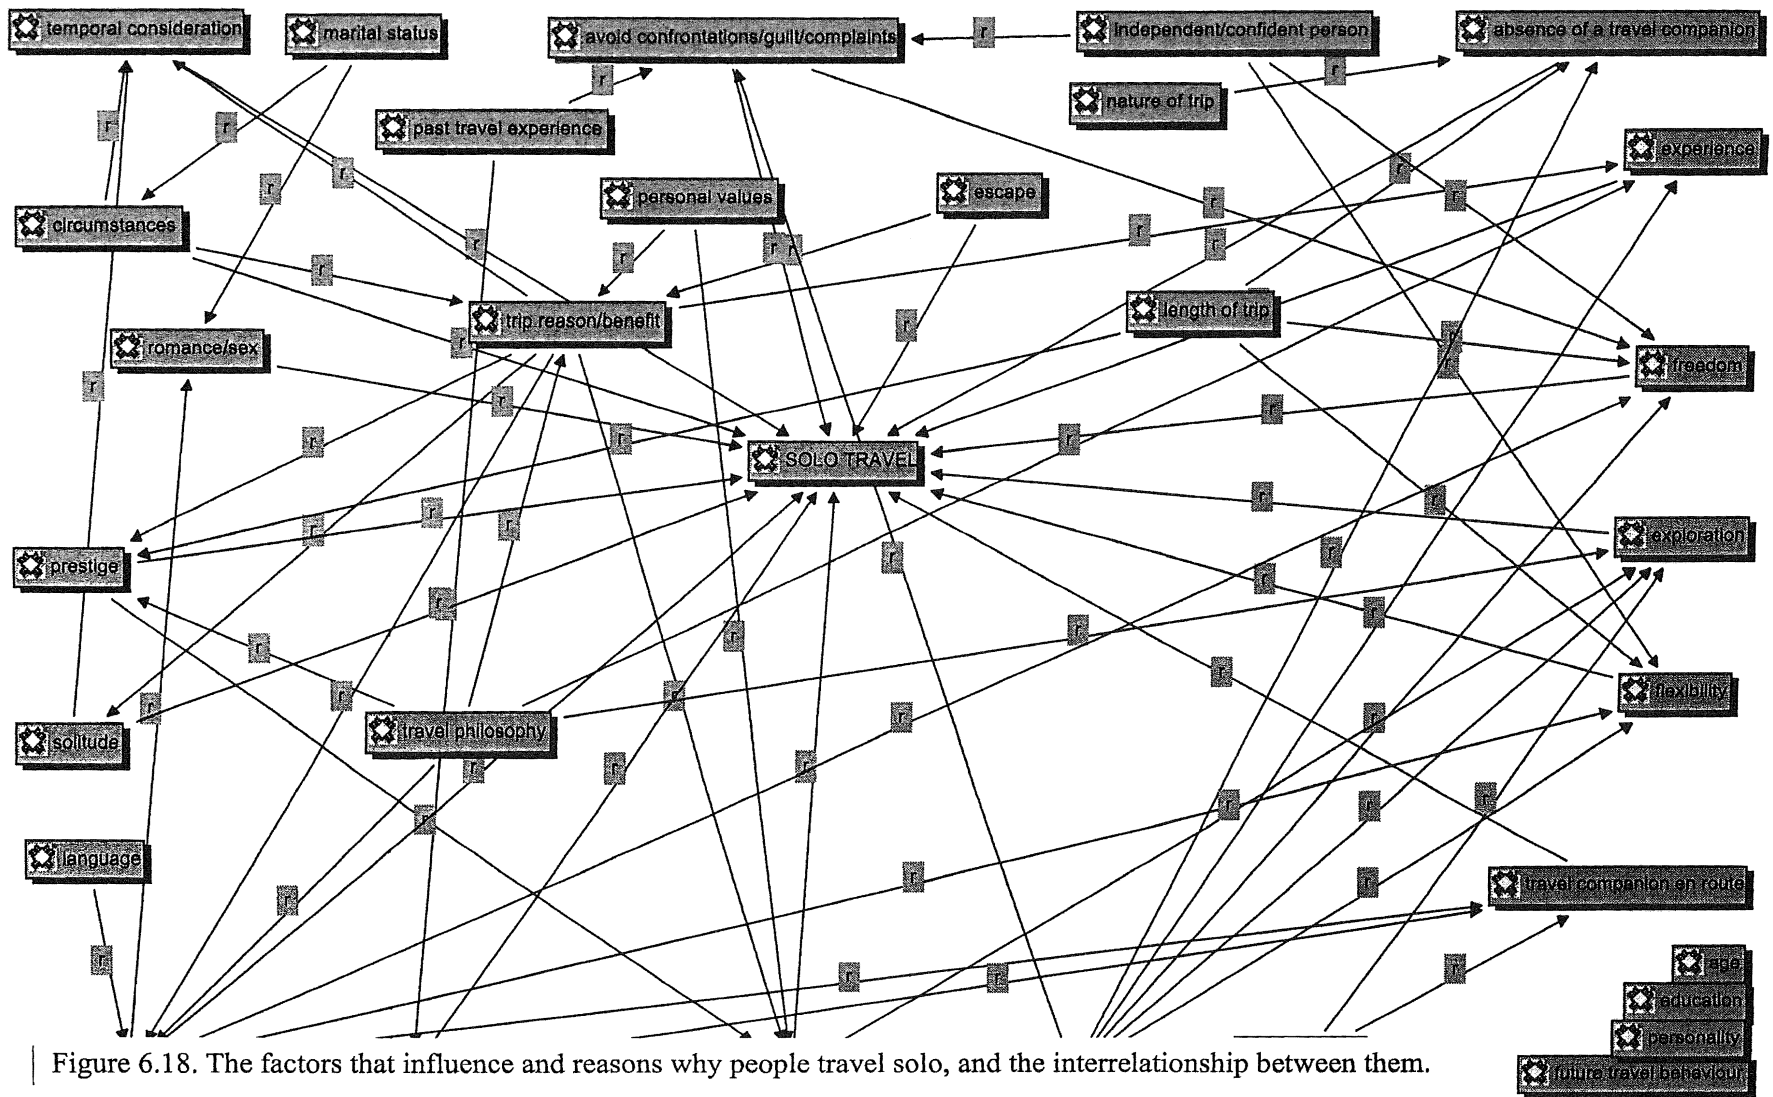 temporal consideration
marital status
avoid confrontations/guilt/complaints
r
independent/confident person
absence of a travel companion
r
r
nature of trip
past travel experience
r
r
experience
r
r
r
personal values
escape
r
r
circumstances
r
r
r
r
r
r
r
r
trip reason/benefit
length of trip
r
romance/sex
r
r
r
r
freedom
r
r
r
r
r
r
SOLO TRAVEL
r
r
r
r
r
exploration
prestige
r
r
r
r
r
r
r
r
r
r
r
r
flexibility
r
r
travel philosophy
r
r
solitude
r
r
r
r
r
r
r
language
r
r
travel companion en route
r
r
r
r
r
age
education
personality
future travel behaviour
Figure 6.18. The factors that influence and reasons why people travel solo, and the interrelationship between them.